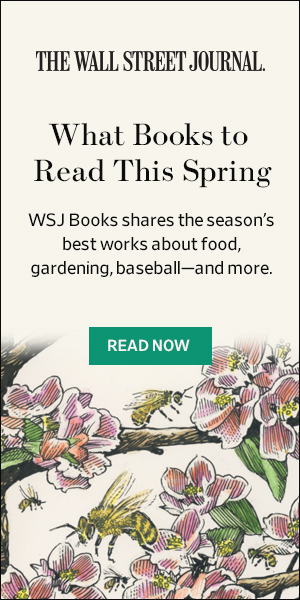 THE WALL STREET JOURNAL.
What Books to
Read This Spring
WSJ Books shares the season’s
best works about food,
gardening, baseball—and more.
READ NOW